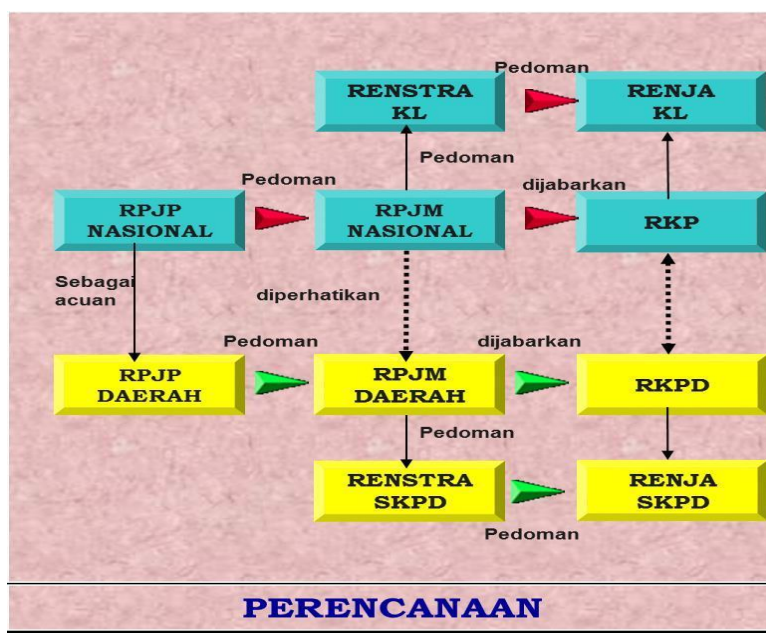 Pedoman
RENSTRA
KL
RENJA
KL
Pedoman
Pedoman
dijabarkan
RPJP
NASIONAL
RPJM
NASIONAL
RKP
Sebagai
acuan
diperhatikan
Pedoman
dijabarkan
RPJP
DAERAH
RPJM
DAERAH
RKPD
Pedoman
RENSTRA
SKPD
RENJA
SKPD
Pedoman
PERENCANAAN